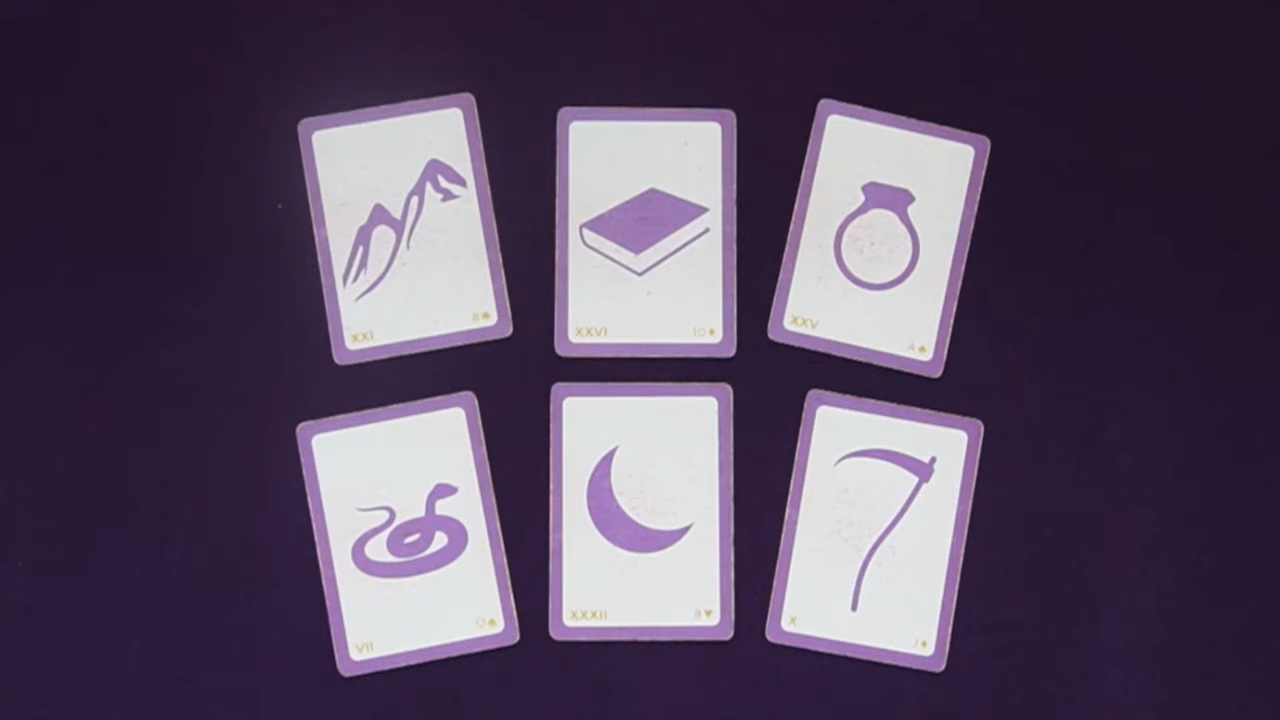 XXI 8♣
XXVI 10♦
XXV A♣
VII Q♣
XXXII 8♥
X J♦